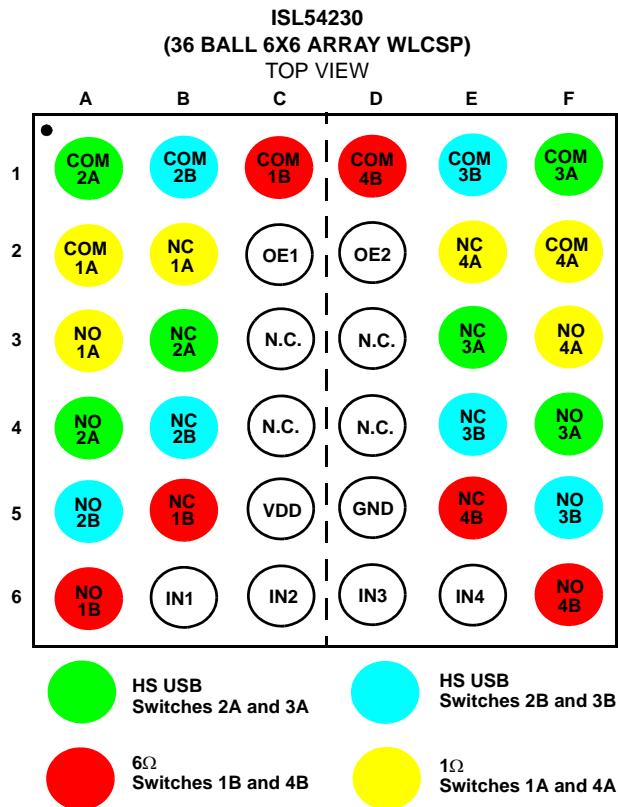 ISL54230
(36 BALL 6X6 ARRAY WLCSP)
TOP VIEW
A B C D E F
1 COM 2A COM 2B COM 1B COM 4B COM 3B COM 3A
2 COM 1A NC 1A OE1 OE2 NC 4A COM 4A
3 NO 1A NC 2A N.C. N.C. NC 3A NO 4A
4 NO 2A NC 2B N.C. N.C. NC 3B NO 3A
5 NO 2B NC 1B VDD GND NC 4B NO 3B
6 NO 1B IN1 IN2 IN3 IN4 NO 4B
HS USB
Switches 2A and 3A
HS USB
Switches 2B and 3B
6Ω
Switches 1B and 4B
1Ω
Switches 1A and 4A